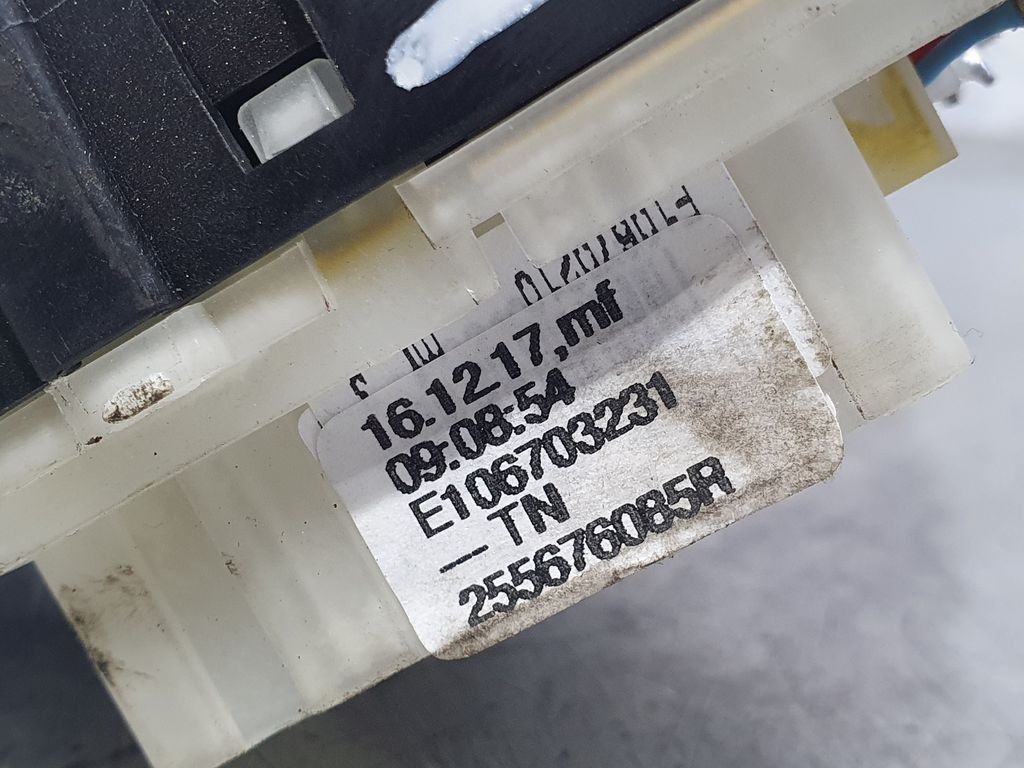 16.12.17,mf
09:08:54
E106703231
_ TN
255676085R